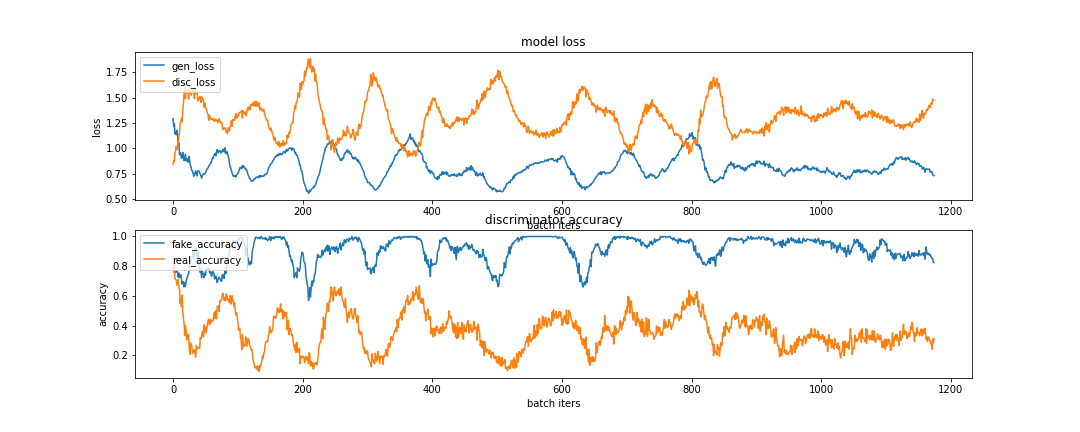 model loss
gen_loss
disc_loss
loss
1.75
1.50
1.25
1.00
0.75
0.50
0
200
400
600
800
1000
1200
batch iters
discriminator accuracy
fake_accuracy
real_accuracy
accuracy
1.0
0.8
0.6
0.4
0.2
0
200
400
600
800
1000
1200
batch iters